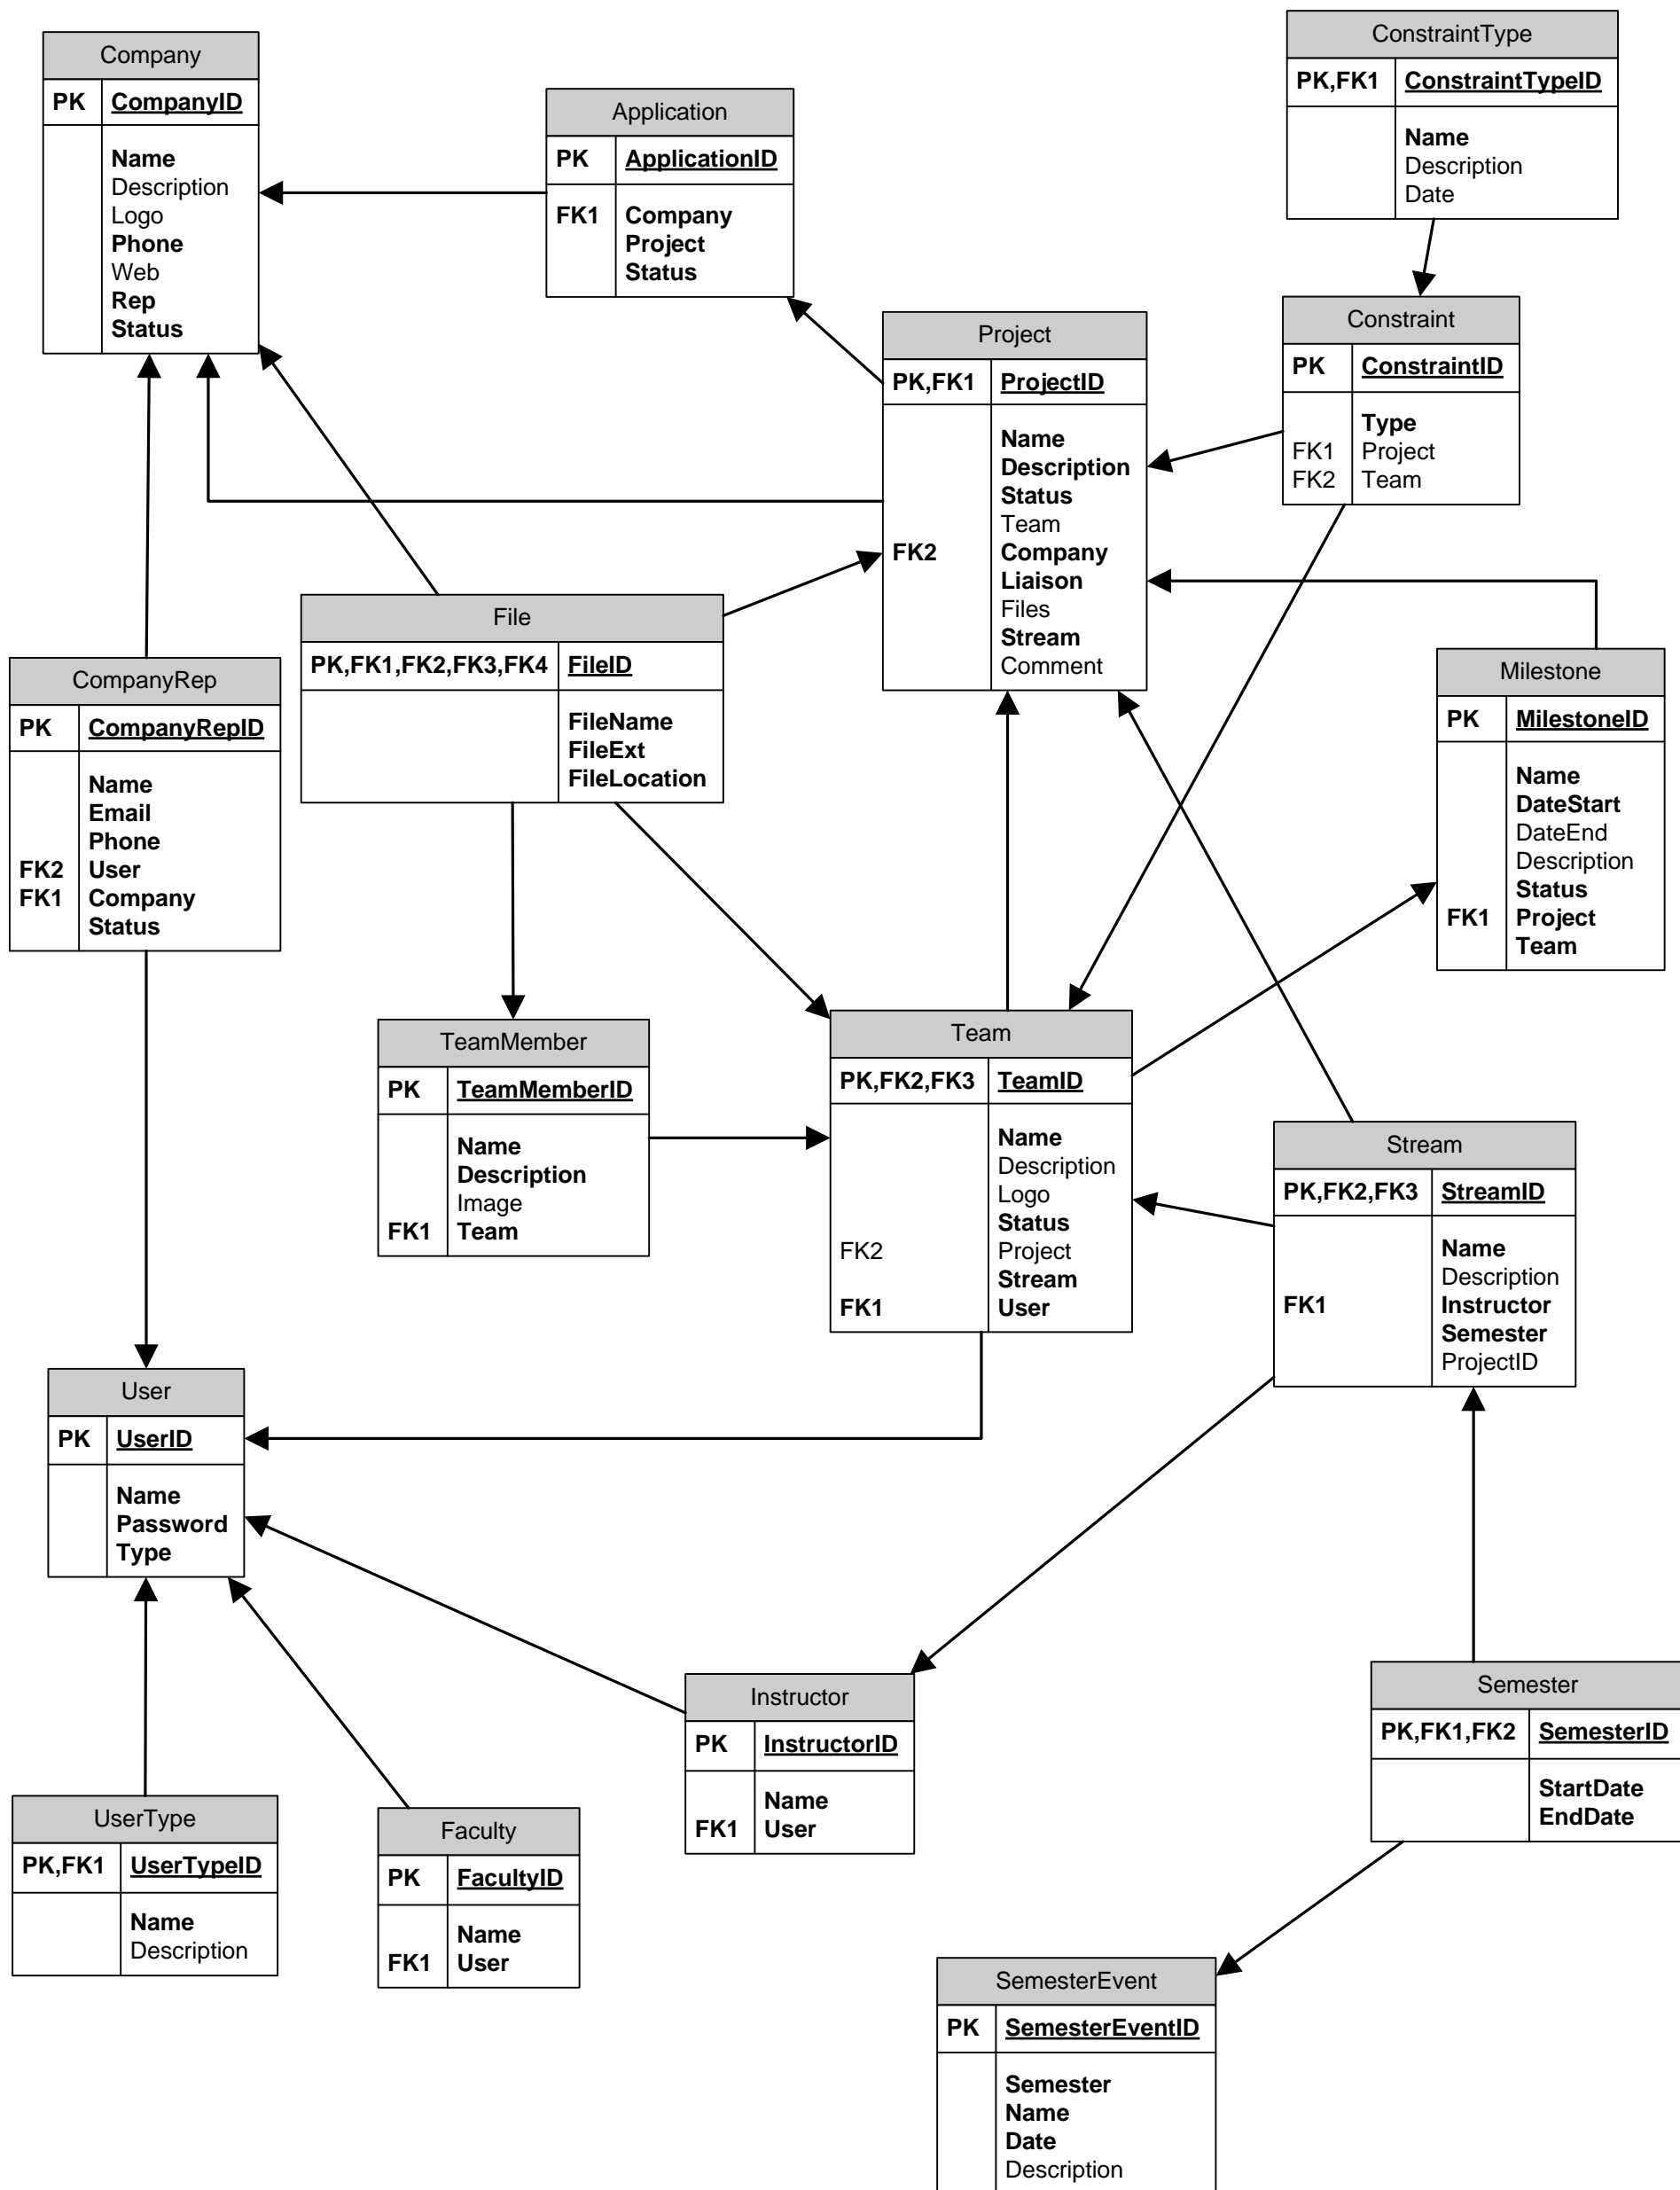 Company
PK CompanyID
Name
Description
Logo
Phone
Web
Rep
Status
Application
PK ApplicationID
FK1 Company
Project
Status
ConstraintType
PK,FK1 ConstraintTypeID
Name
Description
Date
Project
PK,FK1 ProjectID
Name
Description
Status
Team
FK2 Company
Liaison
Files
Stream
Comment
Constraint
PK ConstraintID
Type
FK1 Project
FK2 Team
File
PK,FK1,FK2,FK3,FK4 FileID
FileName
FileExt
FileLocation
CompanyRep
PK CompanyRepID
Name
Email
Phone
FK2 User
FK1 Company
Status
Milestone
PK MilestoneID
Name
DateStart
DateEnd
Description
Status
FK1 Project
Team
TeamMember
PK TeamMemberID
Name
Description
Image
FK1 Team
Team
PK,FK2,FK3 TeamID
Name
Description
Logo
Status
FK2 Project
Stream
FK1 User
Stream
PK,FK2,FK3 StreamID
Name
Description
FK1 Instructor
Semester
ProjectID
User
PK UserID
Name
Password
Type
Instructor
PK InstructorID
Name
FK1 User
Semester
PK,FK1,FK2 SemesterID
StartDate
EndDate
UserType
PK,FK1 UserTypeID
Name
Description
Faculty
PK FacultyID
Name
FK1 User
SemesterEvent
PK SemesterEventID
Semester
Name
Date
Description